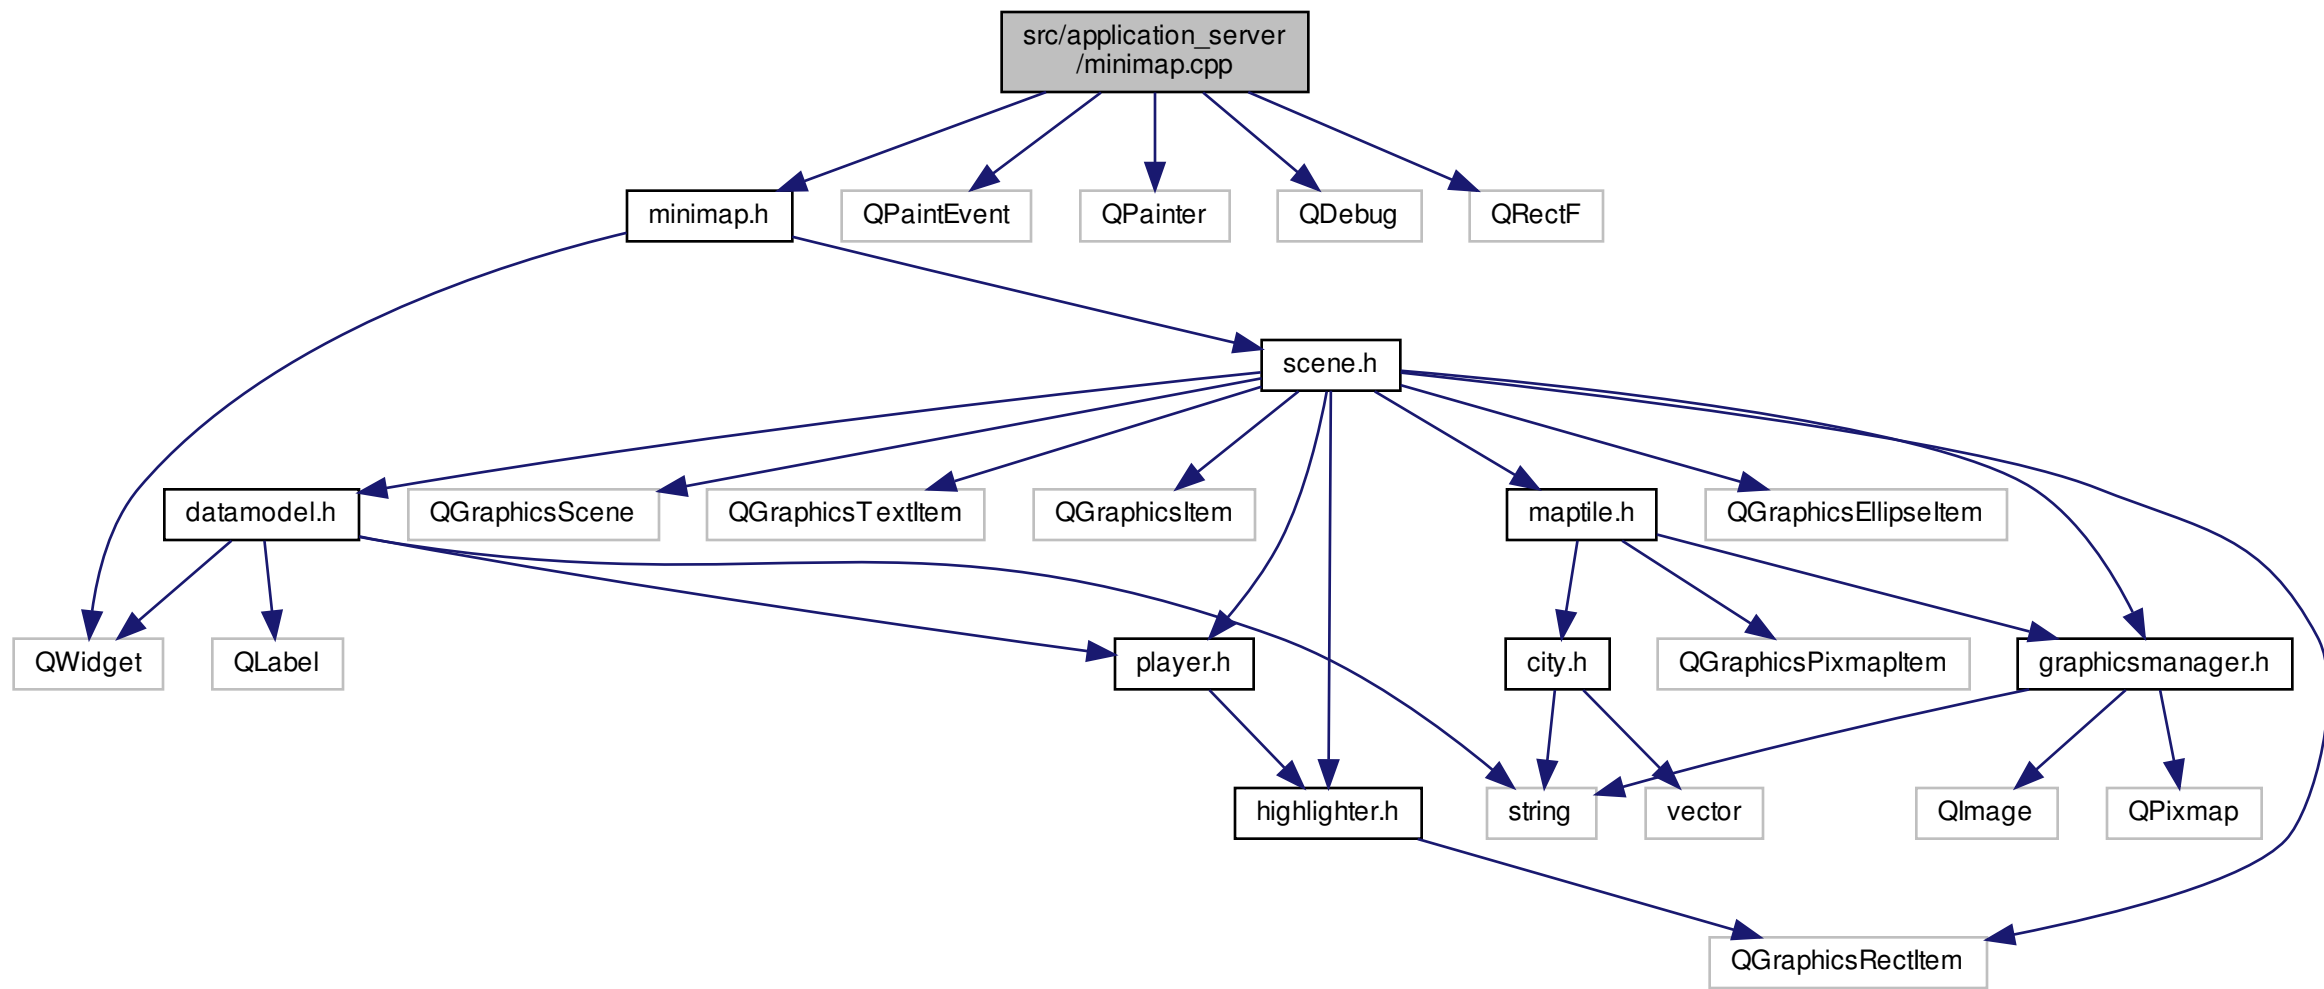 src/application_server
/minimap.cpp
minimap.h
QPaintEvent
QPainter
QDebug
QRectF
scene.h
datamodel.h
QGraphicsScene
QGraphicsTextItem
QGraphicsItem
maptile.h
QGraphicsEllipseItem
QWidget
QLabel
player.h
city.h
QGraphicsPixmapItem
graphicsmanager.h
highlighter.h
string
vector
QImage
QPixmap
QGraphicsRectItem